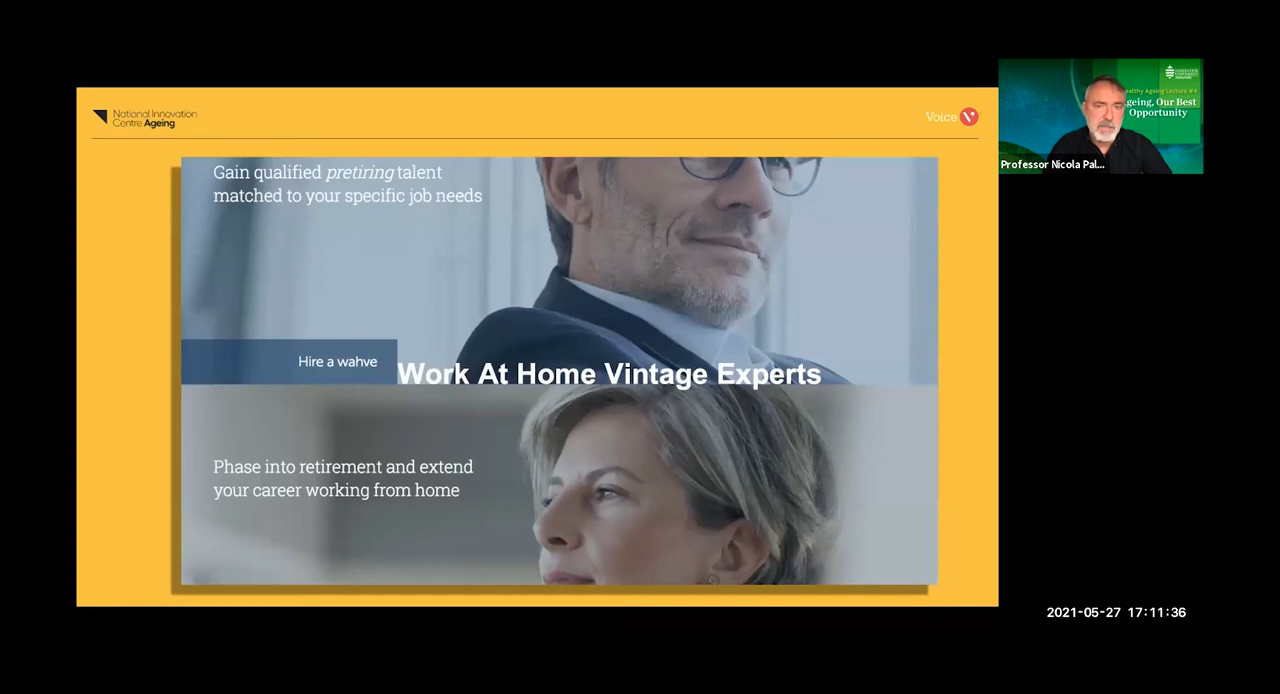 National Innovation
Centre Ageing
Voice
Gain qualified pretiring talent
matched to your specific job needs
Hire a wahve
Work At Home Vintage Experts
Phase into retirement and extend
your career working from home
ealthy Ageing Lecture #4
geing, Our Best
Opportunity
Professor Nicola Pal...
2021-05-27 17:11:36